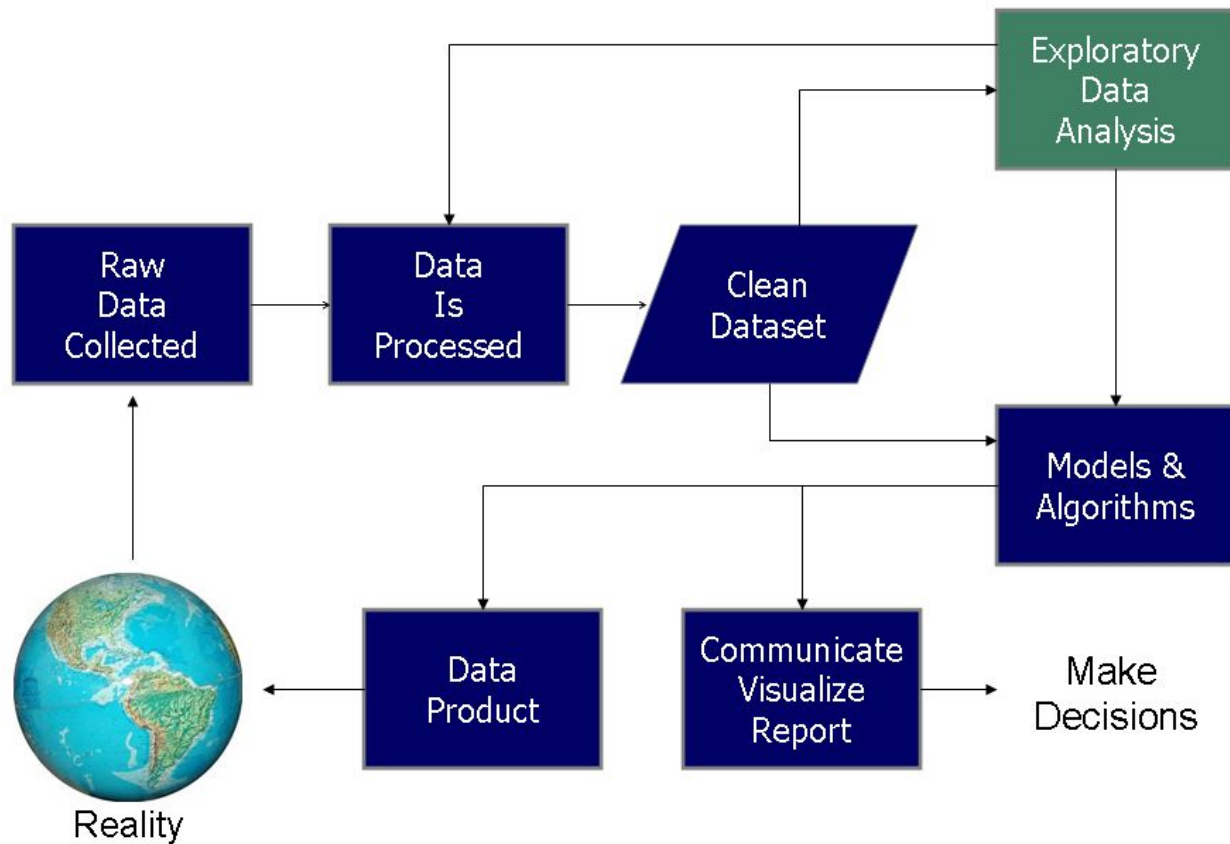 Exploratory
Data
Analysis
Raw
Data
Collected
Data
Is
Processed
Clean
Dataset
Models &
Algorithms
Data
Product
Communicate
Visualize
Report
Make
Decisions
Reality